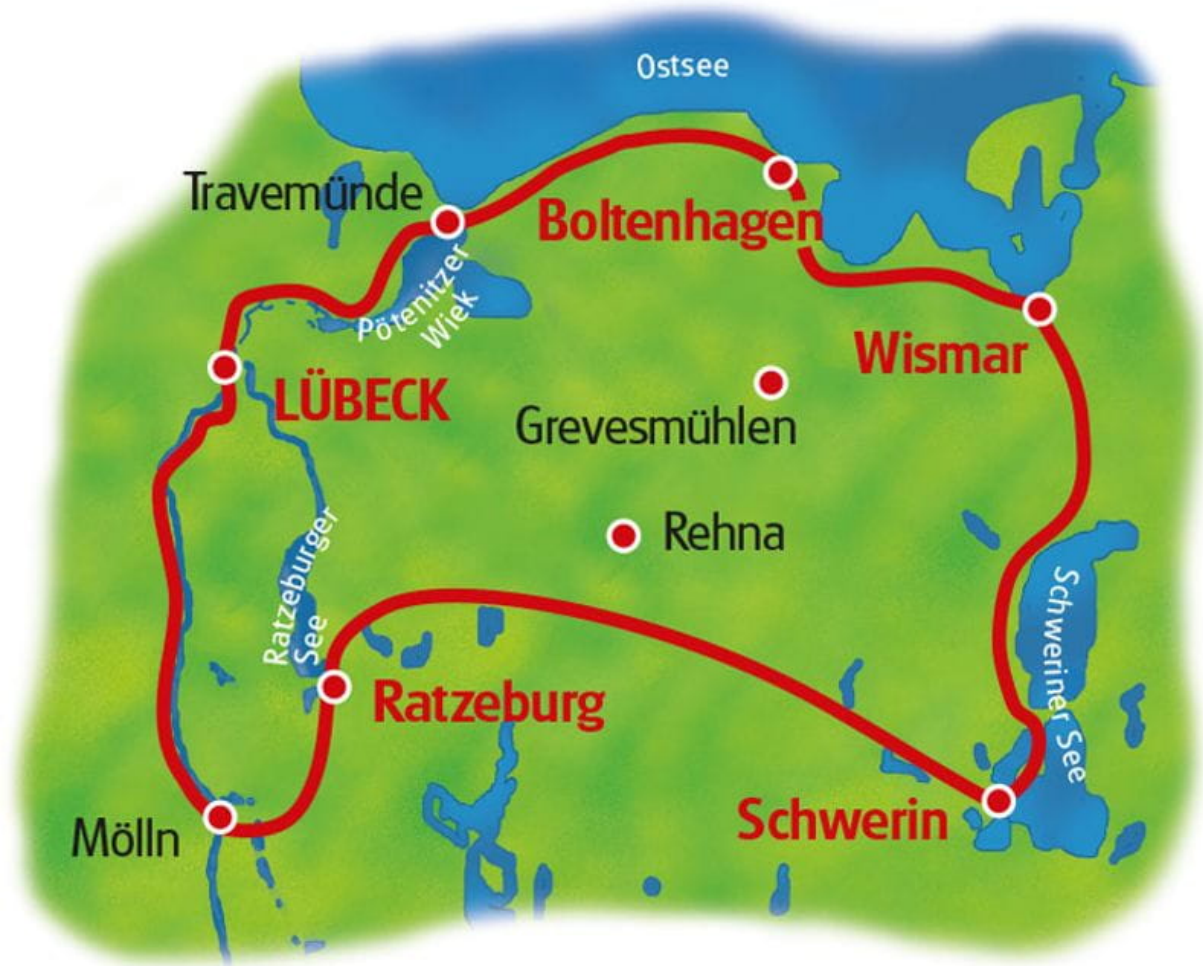 Ostsee
Travemünde
Boltenhagen
Pötenitzer
Wiek
Wismar
LÜBECK
Grevesmühlen
Rehna
Ratzeburger
See
Schweriner See
Ratzeburg
Schwerin
Mölln